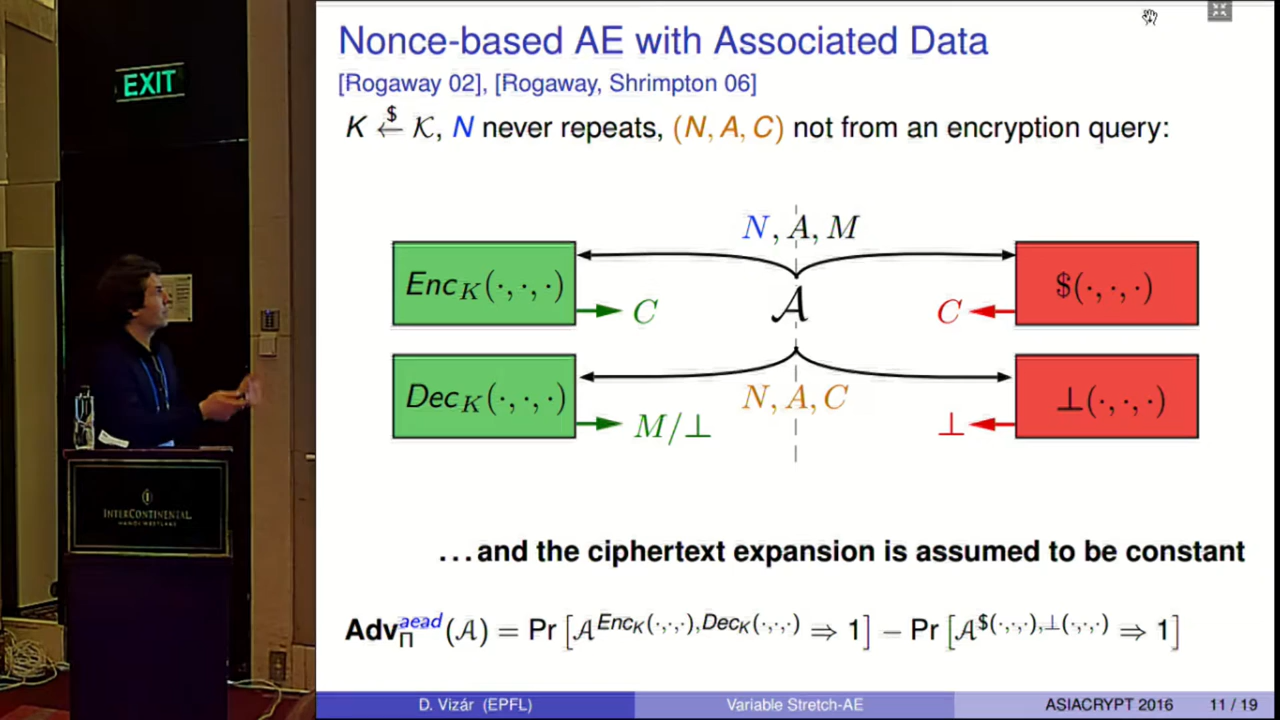 EXIT
INTERCONTINENTAL
Nonce-based AE with Associated Data
[Rogaway 02], [Rogaway, Shrimpton 06]
K ←$ 𝒦, N never repeats, (N, A, C) not from an encryption query:
N, A, M
Enc_K(·,·,·)
$(·,·,·)
C
𝒜
C
Dec_K(·,·,·)
N, A, C
⊥(·,·,·)
M/⊥
⊥
...and the ciphertext expansion is assumed to be constant
Adv_Π^aead(𝒜) = Pr [𝒜^Enc_K(·,·,·),Dec_K(·,·,·) ⇒ 1] − Pr [𝒜^$(·,·,·),⊥(·,·,·) ⇒ 1]
D. Vizár (EPFL)
Variable Stretch-AE
ASIACRYPT 2016
11 / 19